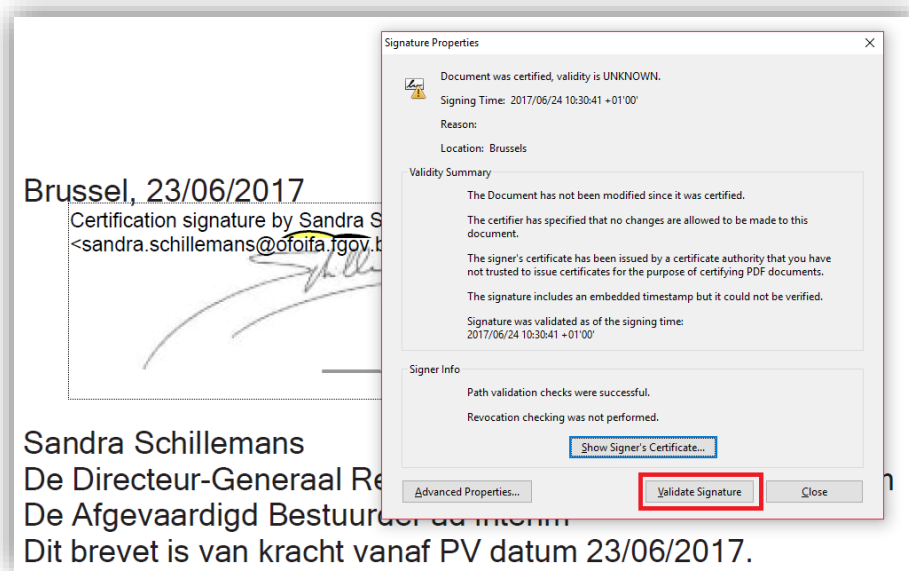 Brussel, 23/06/2017
Certification signature by Sandra S
<sandra.schillemans@ofoifa.fgov.b
Sandra Schillemans
De Directeur-Generaal Re
De Afgevaardigd Bestuurder ad interim
Dit brevet is van kracht vanaf PV datum 23/06/2017.
Signature Properties
Document was certified, validity is UNKNOWN.
Signing Time: 2017/06/24 10:30:41 +01'00'
Reason:
Location: Brussels
Validity Summary
The Document has not been modified since it was certified.
The certifier has specified that no changes are allowed to be made to this
document.
The signer's certificate has been issued by a certificate authority that you have
not trusted to issue certificates for the purpose of certifying PDF documents.
The signature includes an embedded timestamp but it could not be verified.
Signature was validated as of the signing time:
2017/06/24 10:30:41 +01'00'
Signer Info
Path validation checks were successful.
Revocation checking was not performed.
Show Signer's Certificate...
Advanced Properties...
Validate Signature
Close